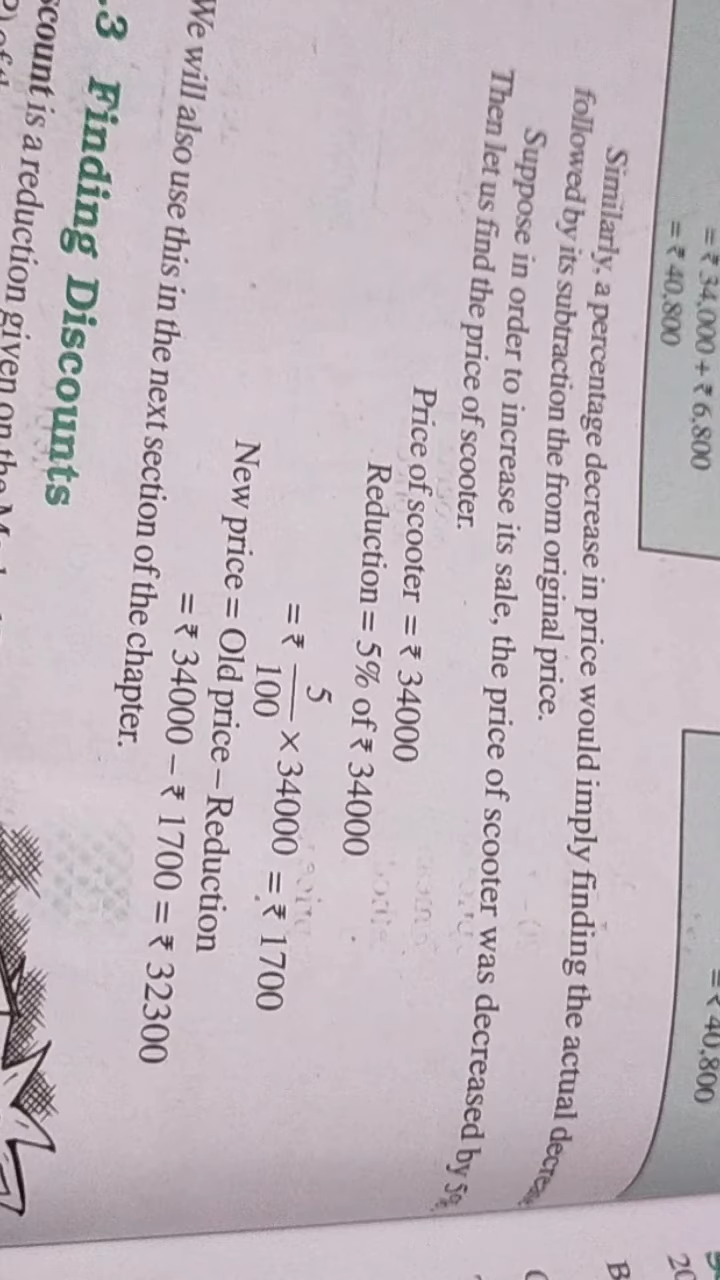 = ₹ 34,000 + ₹ 6,800
= ₹ 40,800
= ₹ 40,800
Similarly, a percentage decrease in price would imply finding the actual decrease
followed by its subtraction the from original price.
Suppose in order to increase its sale, the price of scooter was decreased by 5%
Then let us find the price of scooter.
Price of scooter = ₹ 34000
Reduction = 5% of ₹ 34000
= ₹ 5/100 × 34000 = ₹ 1700
New price = Old price – Reduction
= ₹ 34000 – ₹ 1700 = ₹ 32300
We will also use this in the next section of the chapter.
.3 Finding Discounts
scount is a reduction given on the